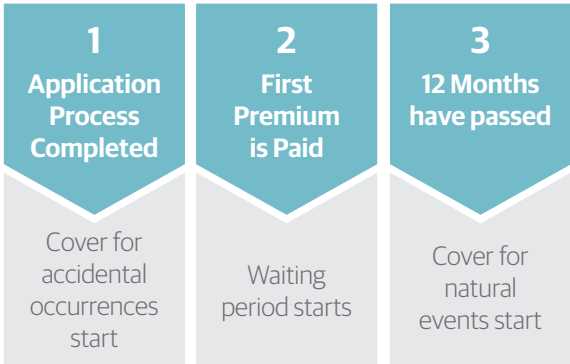 1
Application
Process
Completed
Cover for
accidental
occurrences
start
2
First
Premium
is Paid
Waiting
period starts
3
12 Months
have passed
Cover for
natural
events start